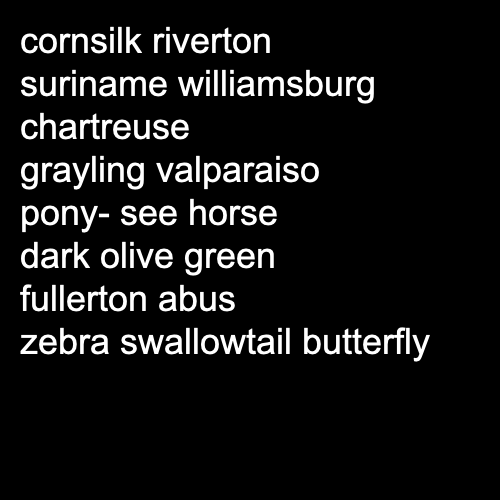 cornsilk riverton
suriname williamsburg
chartreuse
grayling valparaiso
pony- see horse
dark olive green
fullerton abus
zebra swallowtail butterfly